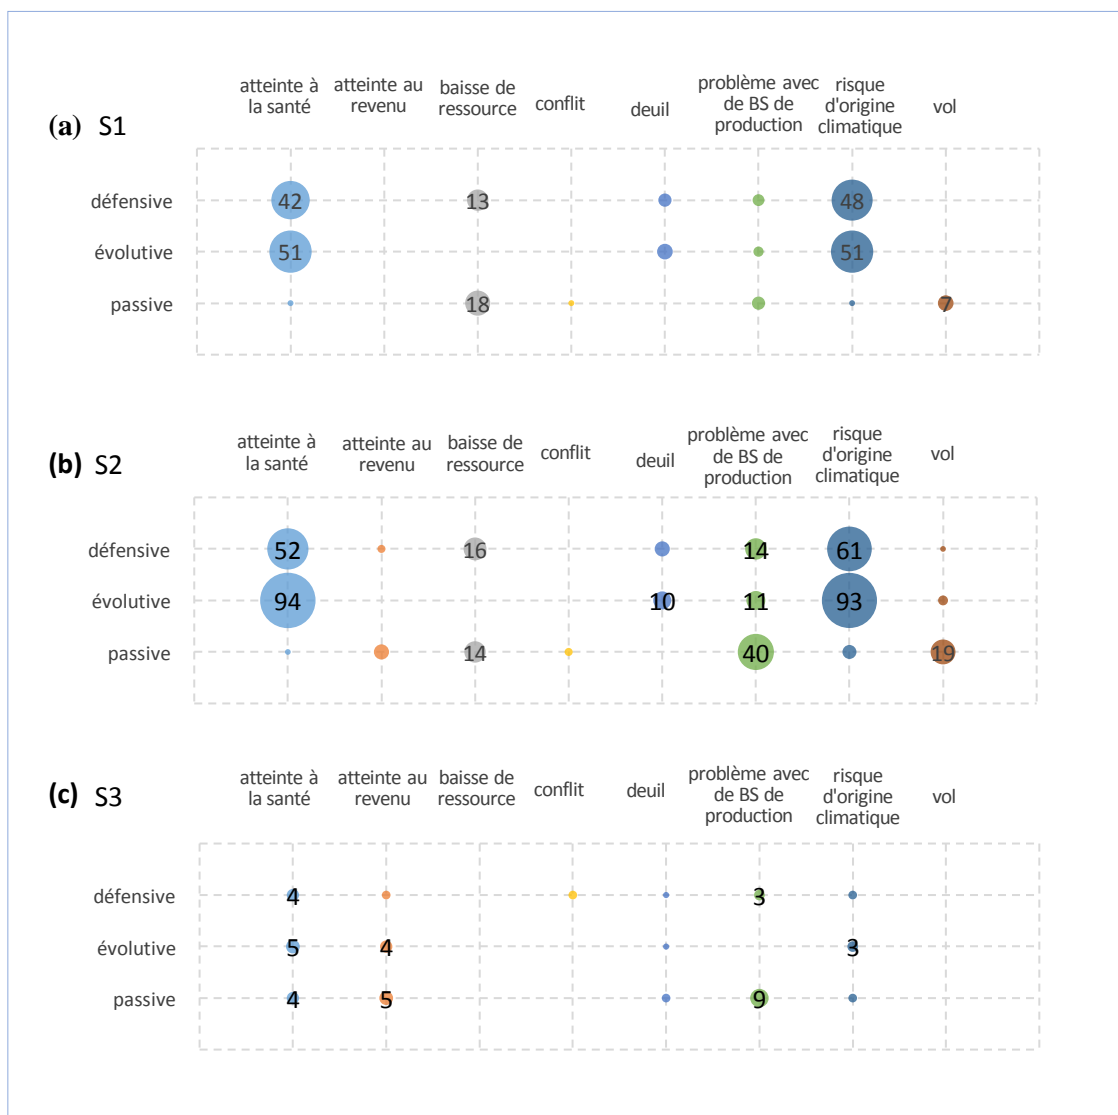 atteinte à
la santé
atteinte au
revenu
baisse de
ressource
conflit
deuil
problème avec
de BS de
production
risque
d'origine
climatique
vol
(a) S1
défensive
42
13
48
évolutive
51
51
passive
18
7
atteinte à
la santé
atteinte au
revenu
baisse de
ressource
conflit
deuil
problème avec
de BS de
production
risque
d'origine
climatique
vol
(b) S2
défensive
52
16
14
61
évolutive
94
10
11
93
passive
14
40
19
atteinte à
la santé
atteinte au
revenu
baisse de
ressource
conflit
deuil
problème avec
de BS de
production
risque
d'origine
climatique
vol
(c) S3
défensive
4
3
évolutive
5
4
3
passive
4
5
9